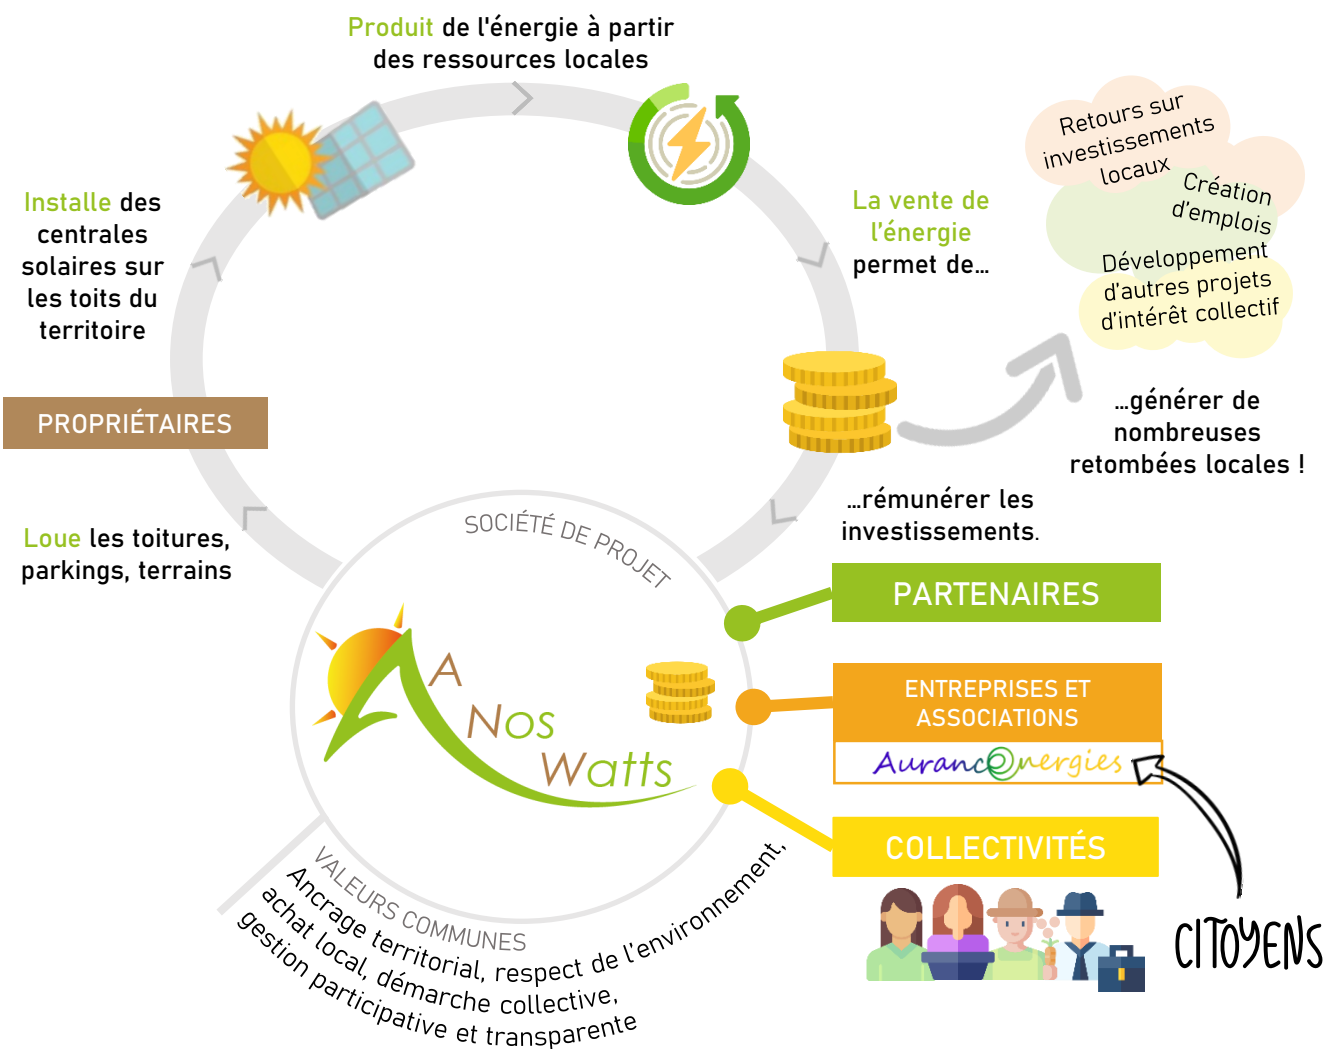 Produit de l'énergie à partir
des ressources locales
Retours sur
investissements
locaux
Création
d'emplois
Développement
d'autres projets
d'intérêt collectif
Installe des
centrales
solaires sur
les toits du
territoire
La vente de
l’énergie
permet de...
PROPRIÉTAIRES
...générer de
nombreuses
retombées locales !
...rémunérer les
investissements.
Loue les toitures,
parkings, terrains
SOCIÉTÉ DE PROJET
A
Nos
Watts
PARTENAIRES
ENTREPRISES ET
ASSOCIATIONS
Aurancenergies
COLLECTIVITÉS
CITOYENS
VALEURS COMMUNES
Ancrage territorial, respect de l'environnement,
achat local, démarche collective,
gestion participative et transparente